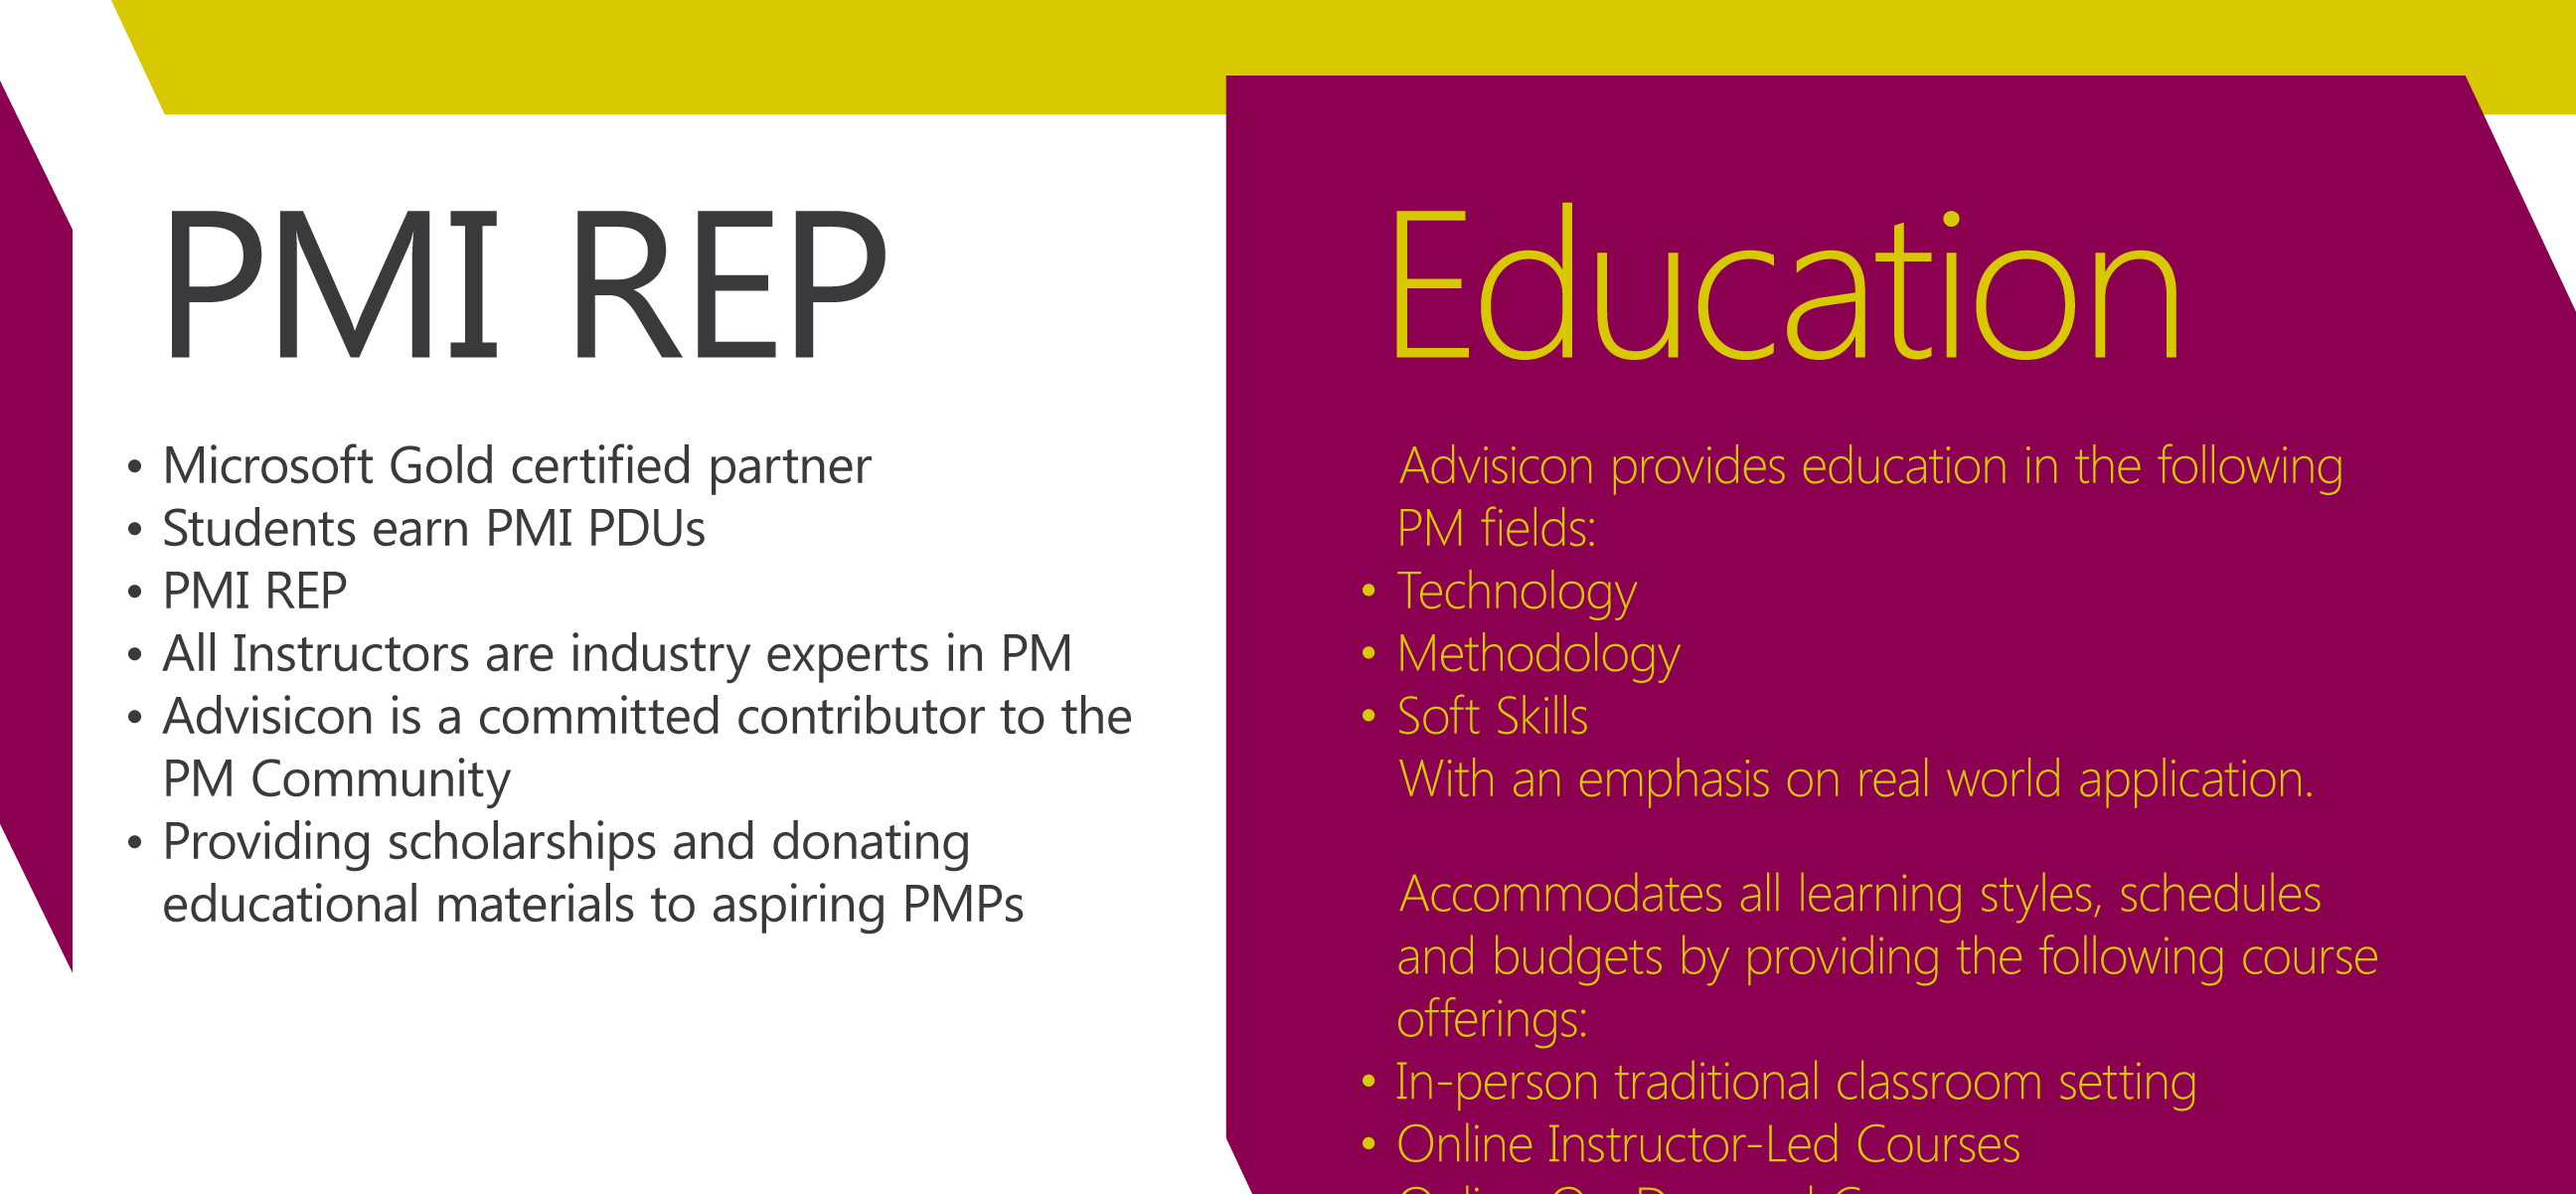 PMI REP
• Microsoft Gold certified partner
• Students earn PMI PDUs
• PMI REP
• All Instructors are industry experts in PM
• Advisicon is a committed contributor to the
PM Community
• Providing scholarships and donating
educational materials to aspiring PMPs
Education
Advisicon provides education in the following
PM fields:
• Technology
• Methodology
• Soft Skills
With an emphasis on real world application.
Accommodates all learning styles, schedules
and budgets by providing the following course
offerings:
• In-person traditional classroom setting
• Online Instructor-Led Courses